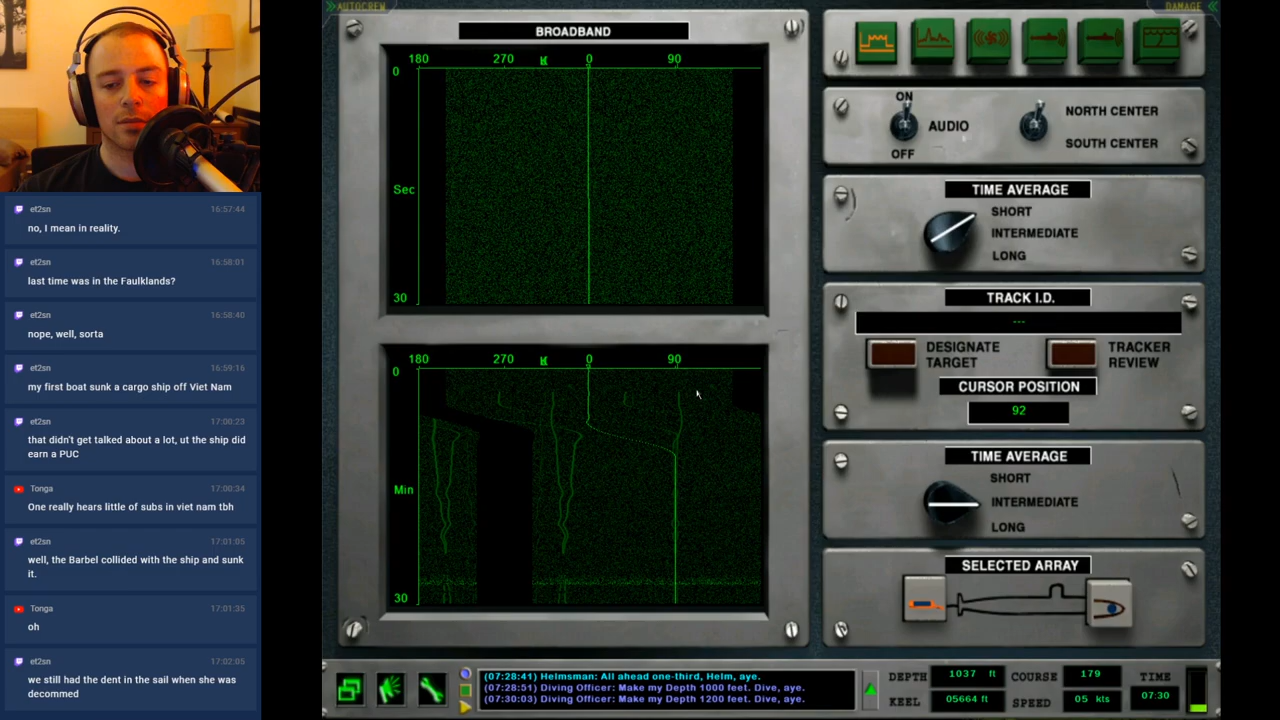 et2sn 16:57:44
no, I mean in reality.
et2sn 16:58:01
last time was in the Faulklands?
et2sn 16:58:40
nope, well, sorta
et2sn 16:59:16
my first boat sunk a cargo ship off Viet Nam
et2sn 17:00:23
that didn't get talked about a lot, ut the ship did
earn a PUC
Tonga 17:00:34
One really hears little of subs in viet nam tbh
et2sn 17:01:05
well, the Barbel collided with the ship and sunk
it.
Tonga 17:01:35
oh
et2sn 17:02:05
we still had the dent in the sail when she was
decommed
AUTOCREW
BROADBAND
180 270 0 90
0
Sec
30
180 270 0 90
0
Min
30
DAMAGE
ON
AUDIO
OFF
NORTH CENTER
SOUTH CENTER
TIME AVERAGE
SHORT
INTERMEDIATE
LONG
TRACK I.D.
---
DESIGNATE
TARGET
TRACKER
REVIEW
CURSOR POSITION
92
TIME AVERAGE
SHORT
INTERMEDIATE
LONG
SELECTED ARRAY
(07:28:41) Helmsman: All ahead one-third, Helm, aye.
(07:28:51) Diving Officer: Make my Depth 1000 feet. Dive, aye.
(07:30:03) Diving Officer: Make my Depth 1200 feet. Dive, aye.
DEPTH 1037 ft COURSE 179 TIME
KEEL 05664 ft SPEED 05 kts 07:30